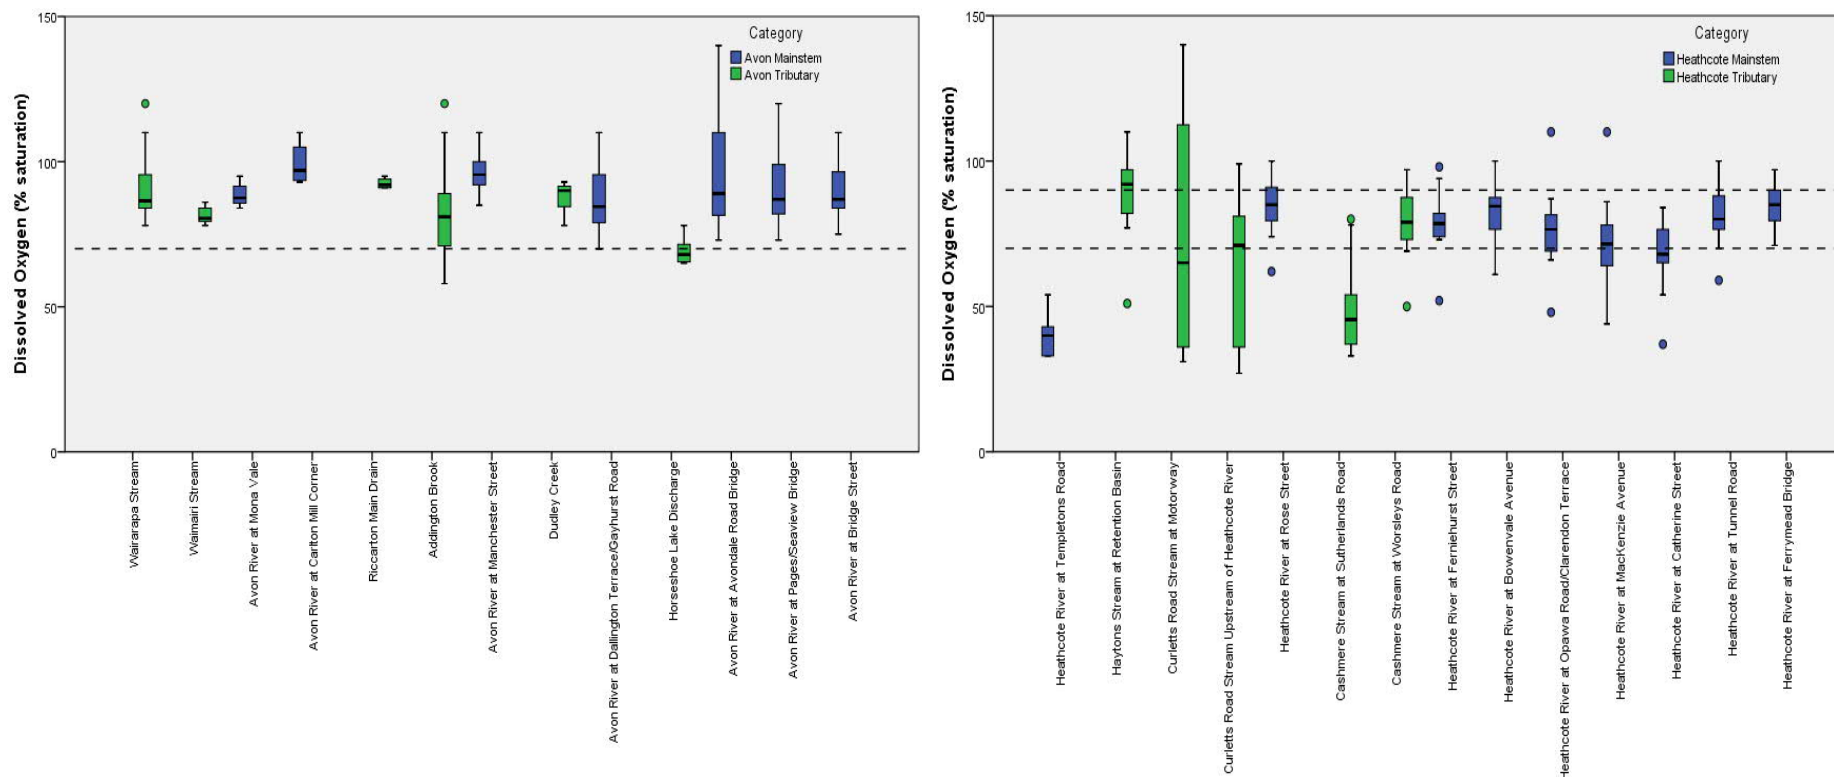 150
100
50
0
Dissolved Oxygen (% saturation)
Category
Avon Mainstem
Avon Tributary
Wairarapa Stream
Waimairi Stream
Avon River at Mona Vale
Avon River at Carlton Mill Corner
Riccarton Main Drain
Addington Brook
Avon River at Manchester Street
Dudley Creek
Avon River at Dallington Terrace/Gayhurst Road
Horseshoe Lake Discharge
Avon River at Avondale Road Bridge
Avon River at Pages/Seaview Bridge
Avon River at Bridge Street
150
100
50
0
Dissolved Oxygen (% saturation)
Category
Heathcote Mainstem
Heathcote Tributary
Heathcote River at Templetons Road
Haytons Stream at Retention Basin
Curletts Road Stream at Motorway
Curletts Road Stream Upstream of Heathcote River
Heathcote River at Rose Street
Cashmere Stream at Sutherlands Road
Cashmere Stream at Worsleys Road
Heathcote River at Ferniehurst Street
Heathcote River at Bowenvale Avenue
Heathcote River at Opawa Road/Clarendon Terrace
Heathcote River at MacKenzie Avenue
Heathcote River at Catherine Street
Heathcote River at Tunnel Road
Heathcote River at Ferrymead Bridge